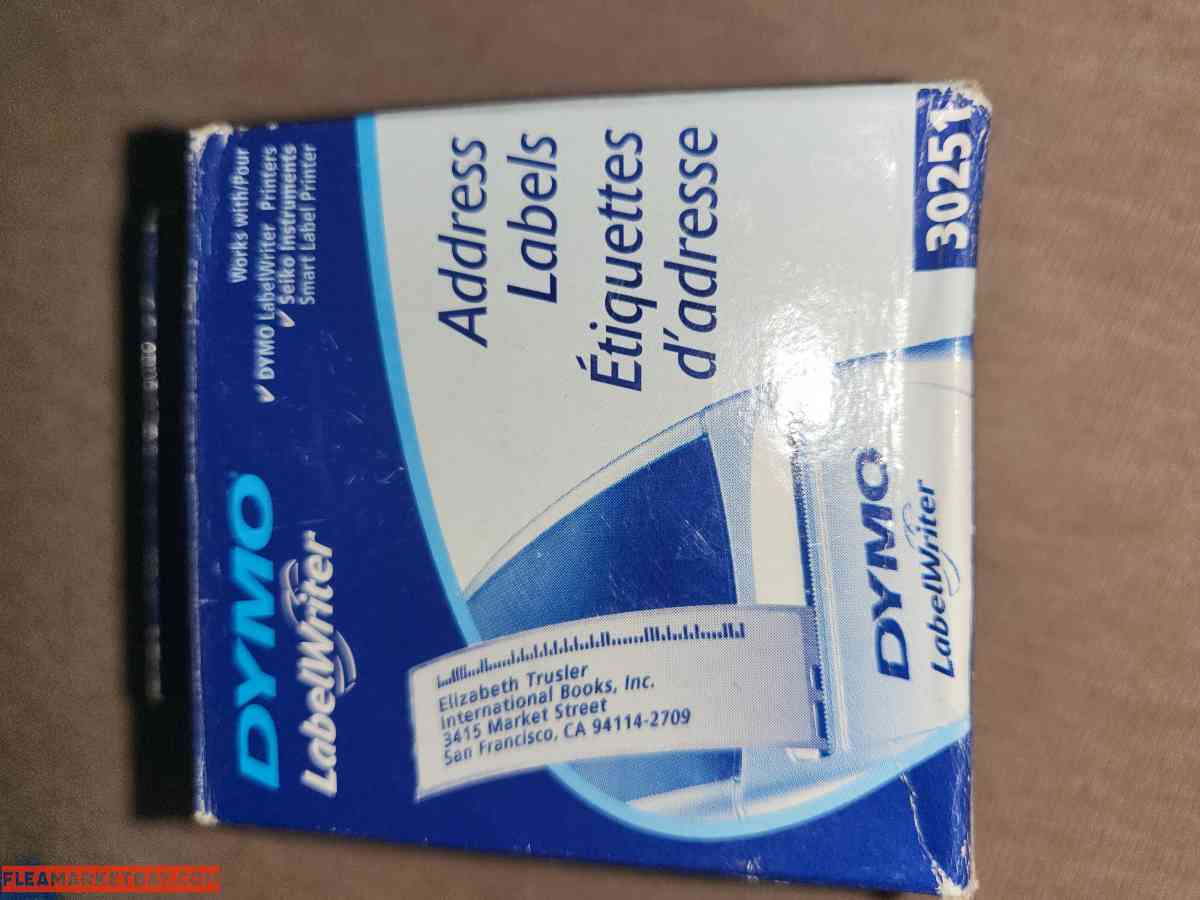 DYMO
LabelWriter
Works with/Pour
✓ DYMO LabelWriter Printers
✓ Seiko Instruments
Smart Label Printer
Address
Labels
Étiquettes
d'adresse
30251
Elizabeth Trusler
International Books, Inc.
3415 Market Street
San Francisco, CA 94114-2709
DYMO
LabelWriter
FLEAMARKETBAY.COM